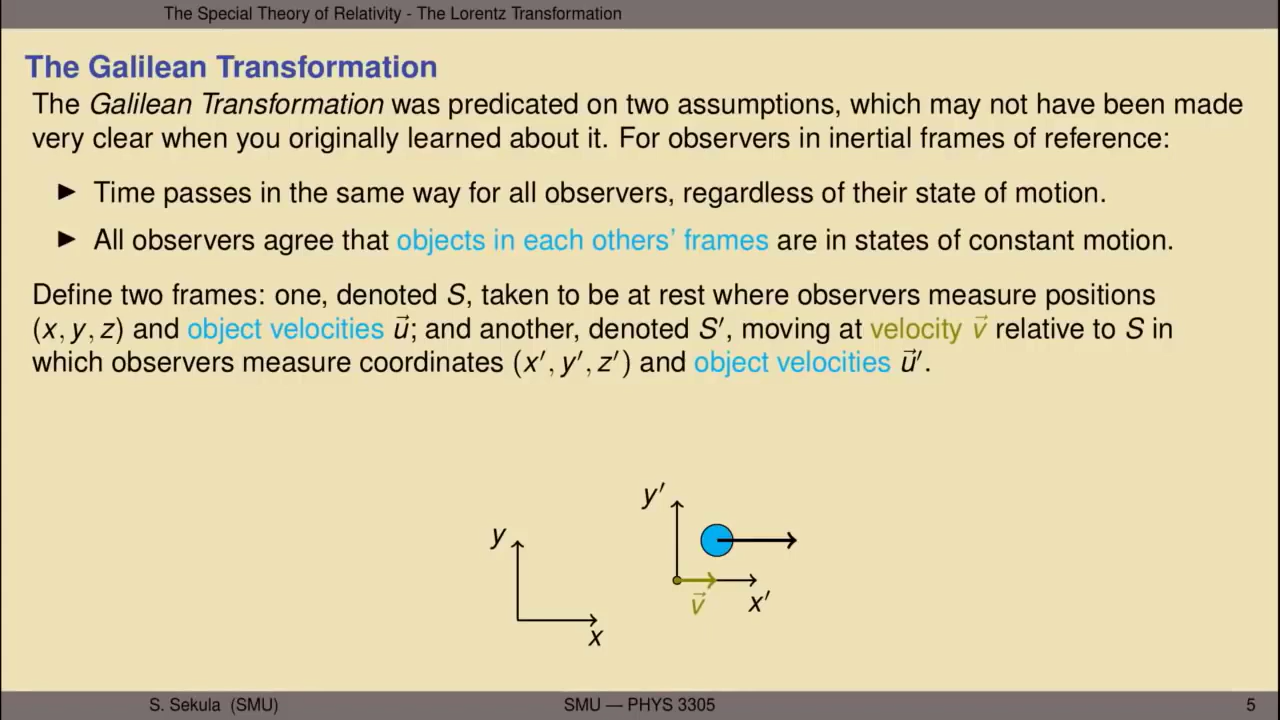 The Special Theory of Relativity - The Lorentz Transformation
The Galilean Transformation
The Galilean Transformation was predicated on two assumptions, which may not have been made
very clear when you originally learned about it. For observers in inertial frames of reference:
▶ Time passes in the same way for all observers, regardless of their state of motion.
▶ All observers agree that objects in each others' frames are in states of constant motion.
Define two frames: one, denoted S, taken to be at rest where observers measure positions
(x, y, z) and object velocities u⃗; and another, denoted S′, moving at velocity v⃗ relative to S in
which observers measure coordinates (x′, y′, z′) and object velocities u⃗′.
y′
y
v⃗
x′
x
S. Sekula (SMU)
SMU — PHYS 3305
5